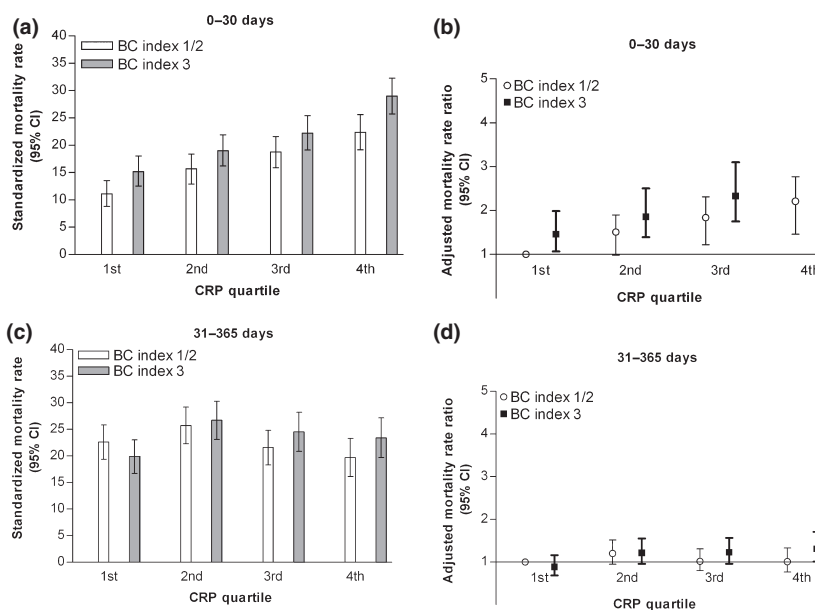 (a)
0–30 days
Standardized mortality rate
(95% CI)
40
35
30
25
20
15
10
5
0
BC index 1/2
BC index 3
1st
2nd
3rd
4th
CRP quartile
(b)
0–30 days
Adjusted mortality rate ratio
(95% CI)
5
4
3
2
1
BC index 1/2
BC index 3
1st
2nd
3rd
4th
CRP quartile
(c)
31–365 days
Standardized mortality rate
(95% CI)
40
35
30
25
20
15
10
5
0
BC index 1/2
BC index 3
1st
2nd
3rd
4th
CRP quartile
(d)
31–365 days
Adjusted mortality rate ratio
(95% CI)
5
4
3
2
1
BC index 1/2
BC index 3
1st
2nd
3rd
4th
CRP quartile